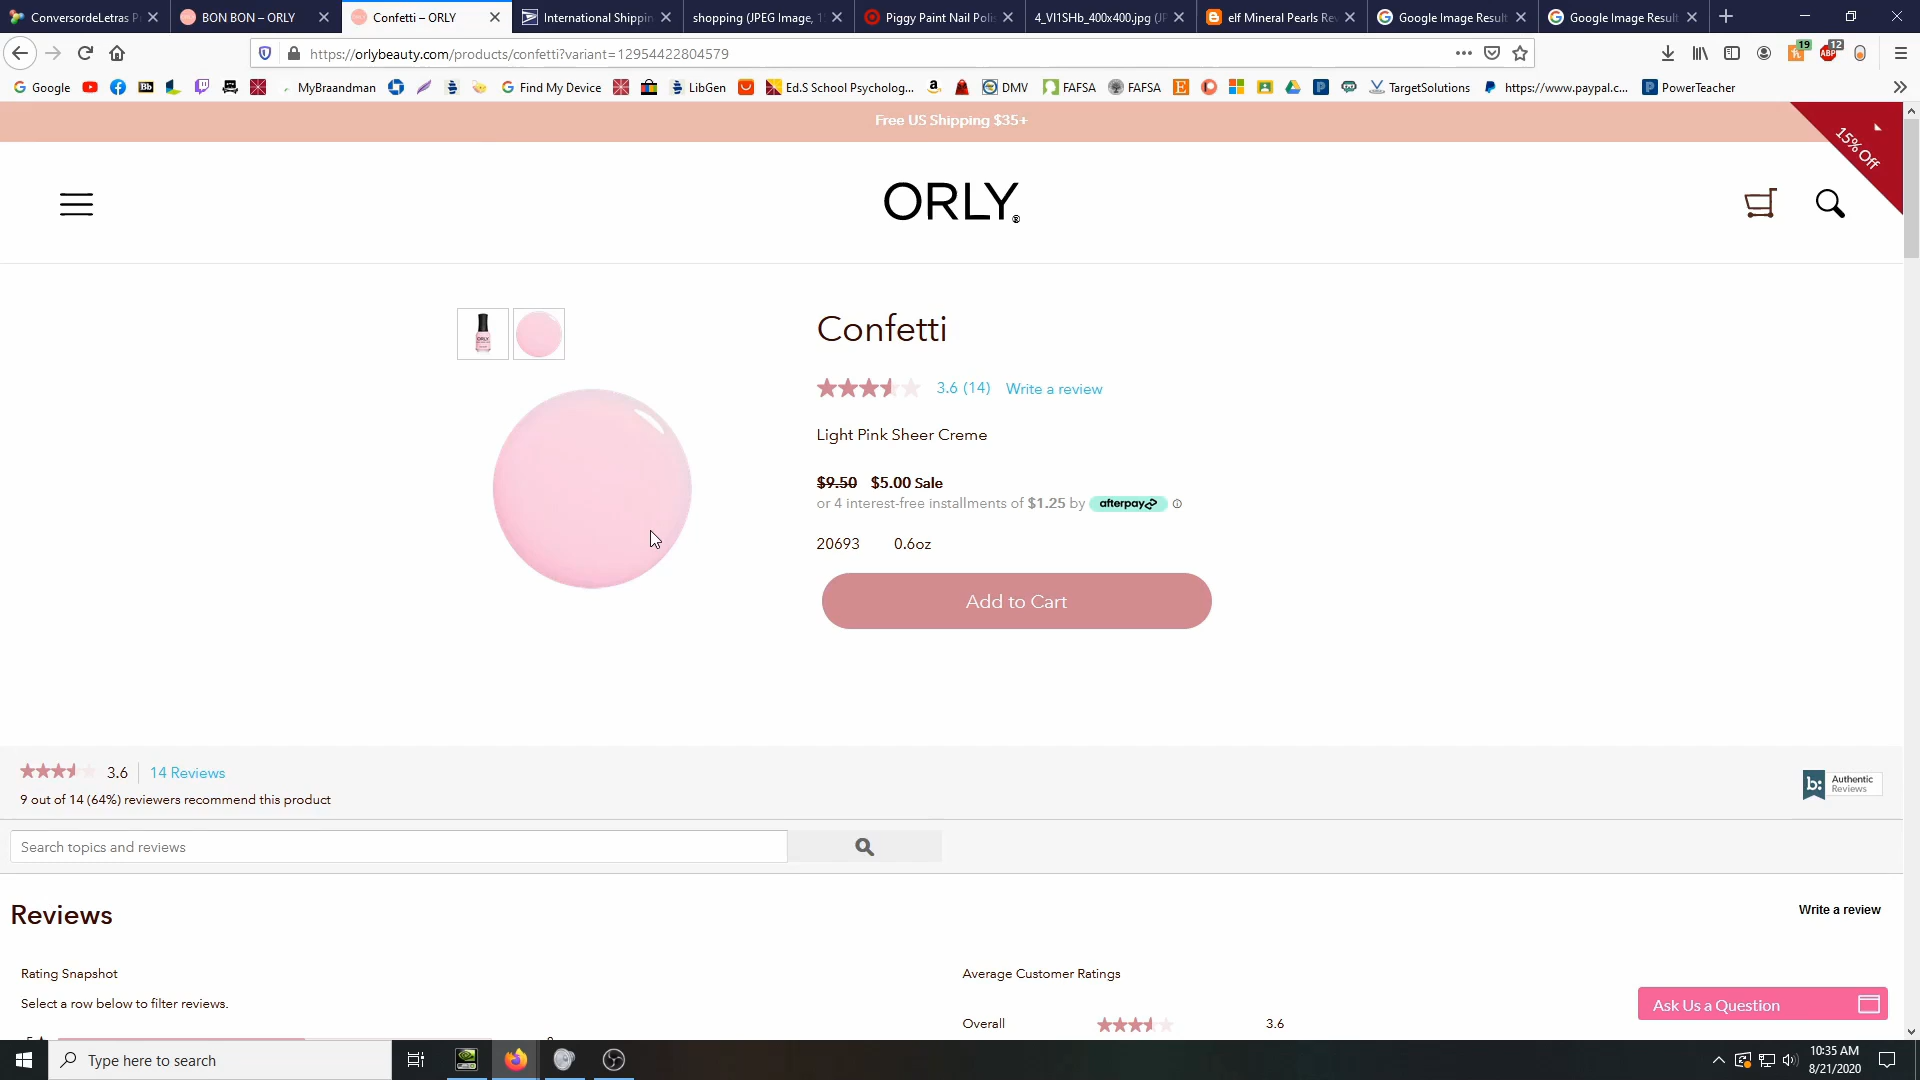 ConversordeLetras P
BON BON – ORLY
Confetti – ORLY
International Shippin
shopping (JPEG Image, 1
Piggy Paint Nail Poli
4_VI1SHb_400x400.jpg (JP
elf Mineral Pearls Re
Google Image Result
Google Image Result
https://orlybeauty.com/products/confetti?variant=12954422804579
19
12
ABP
Google
Bb
MyBraandman
Find My Device
LibGen
Ed.S School Psycholog...
DMV
FAFSA
FAFSA
TargetSolutions
https://www.paypal.c...
PowerTeacher
Free US Shipping $35+
15% Off
ORLY®
Confetti
3.6 (14) Write a review
Light Pink Sheer Creme
$9.50 $5.00 Sale
or 4 interest-free installments of $1.25 by afterpay
20693 0.6oz
Add to Cart
3.6 14 Reviews
9 out of 14 (64%) reviewers recommend this product
b: Authentic
Reviews
Search topics and reviews
Reviews
Write a review
Rating Snapshot
Average Customer Ratings
Select a row below to filter reviews.
Overall 3.6
Ask Us a Question
Type here to search
10:35 AM
8/21/2020